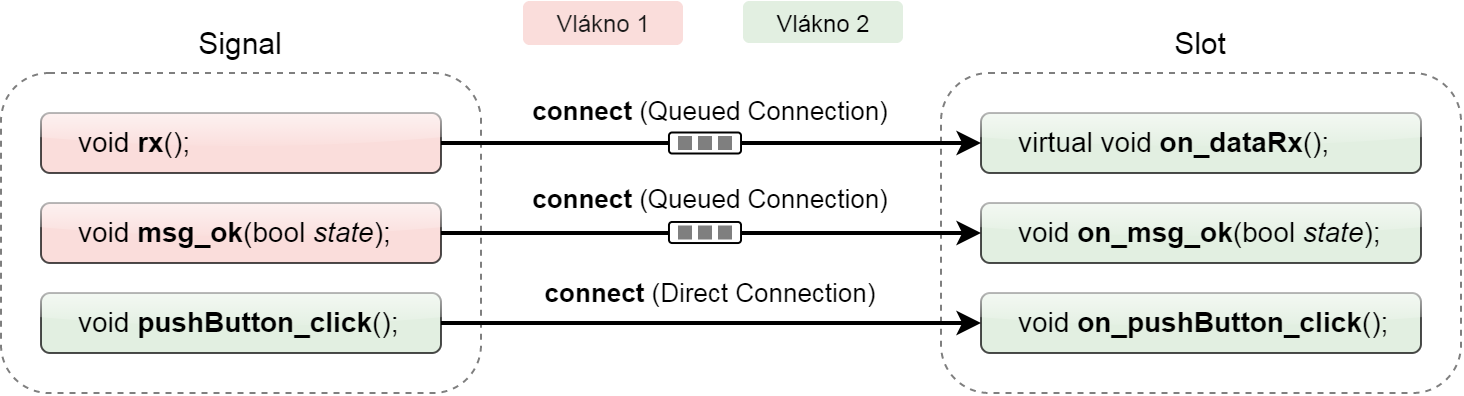 Vlákno 1
Vlákno 2
Signal
Slot
void rx();
connect (Queued Connection)
virtual void on_dataRx();
void msg_ok(bool state);
connect (Queued Connection)
void on_msg_ok(bool state);
void pushButton_click();
connect (Direct Connection)
void on_pushButton_click();